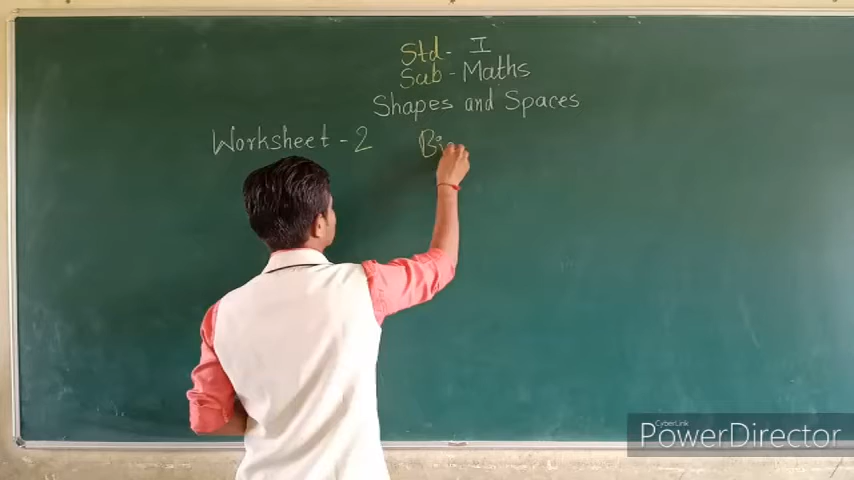 Std - I
Sub - Maths
Shapes and Spaces
Worksheet - 2
CyberLink
PowerDirector